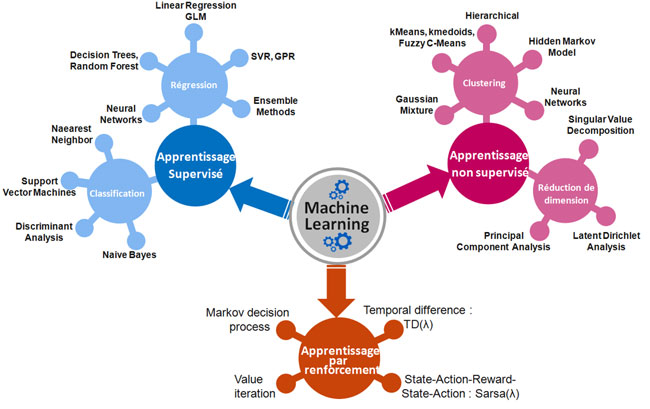 Linear Regression
GLM
Decision Trees,
Random Forest
SVR, GPR
Régression
Neural
Networks
Ensemble
Methods
Naearest
Neighbor
Apprentissage
Supervisé
Support
Vector Machines
Classification
Discriminant
Analysis
Naive Bayes
Machine
Learning
Hierarchical
kMeans, kmedoids,
Fuzzy C-Means
Hidden Markov
Model
Clustering
Gaussian
Mixture
Neural
Networks
Apprentissage
non supervisé
Singular Value
Decomposition
Réduction de
dimension
Principal
Component Analysis
Latent Dirichlet
Analysis
Markov decision
process
Temporal difference :
TD(λ)
Apprentissage
par
renforcement
Value
iteration
State-Action-Reward-
State-Action : Sarsa(λ)